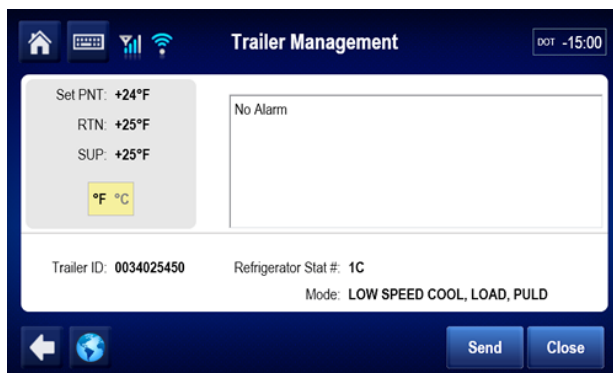 Trailer Management
DOT -15:00
Set PNT: +24°F
RTN: +25°F
SUP: +25°F
°F °C
No Alarm
Trailer ID: 0034025450 Refrigerator Stat #: 1C
Mode: LOW SPEED COOL, LOAD, PULD
Send Close